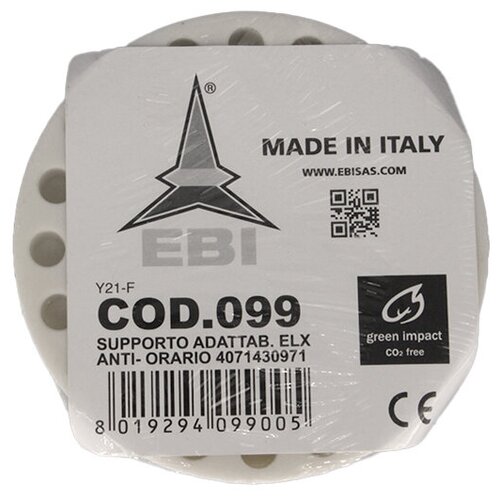 ®
EBI
MADE IN ITALY
WWW.EBISAS.COM
Y21-F
COD.099
SUPPORTO ADATTAB. ELX
ANTI- ORARIO 4071430971
8 019294 099005
green impact
CO2 free
CE